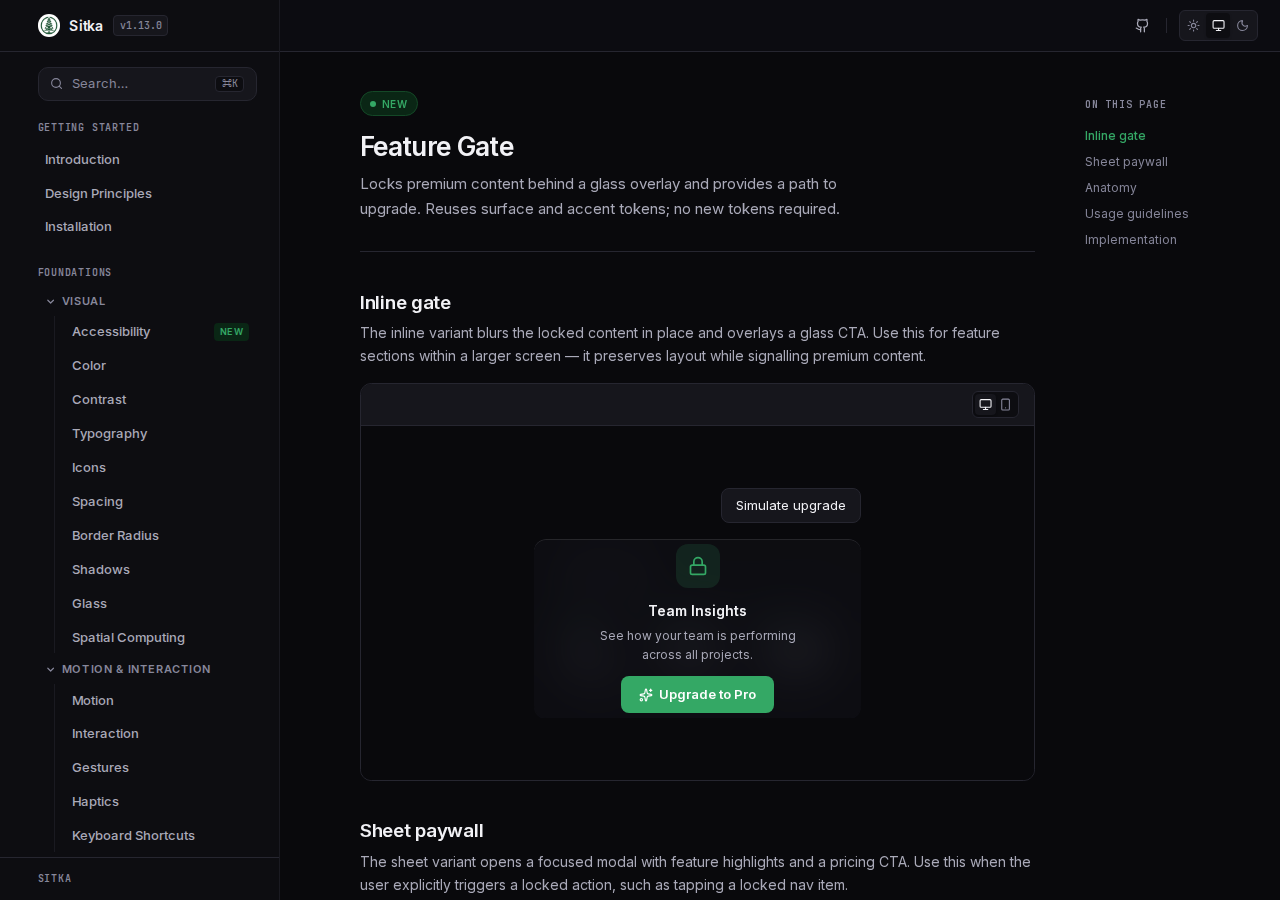 Sitka v1.13.0
Search... ⌘K
GETTING STARTED
Introduction
Design Principles
Installation
FOUNDATIONS
VISUAL
Accessibility NEW
Color
Contrast
Typography
Icons
Spacing
Border Radius
Shadows
Glass
Spatial Computing
MOTION & INTERACTION
Motion
Interaction
Gestures
Haptics
Keyboard Shortcuts
SITKA
NEW
Feature Gate
Locks premium content behind a glass overlay and provides a path to
upgrade. Reuses surface and accent tokens; no new tokens required.
Inline gate
The inline variant blurs the locked content in place and overlays a glass CTA. Use this for feature
sections within a larger screen — it preserves layout while signalling premium content.
Simulate upgrade
Team Insights
See how your team is performing
across all projects.
Upgrade to Pro
Sheet paywall
The sheet variant opens a focused modal with feature highlights and a pricing CTA. Use this when the
user explicitly triggers a locked action, such as tapping a locked nav item.
ON THIS PAGE
Inline gate
Sheet paywall
Anatomy
Usage guidelines
Implementation